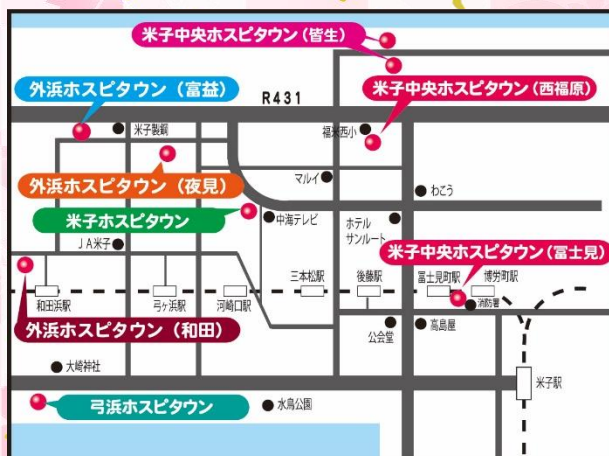 米子中央ホスピタウン(皆生)
外浜ホスピタウン(富益)
R431
米子中央ホスピタウン(西福原)
米子製鋼
福米西小
外浜ホスピタウン(夜見)
マルイ
わこう
米子ホスピタウン
中海テレビ
ホテル
サンルート
JA米子
米子中央ホスピタウン(冨士見)
三本松駅
後藤駅
冨士見町駅
博労町駅
和田浜駅
弓ヶ浜駅
河崎口駅
消防署
外浜ホスピタウン(和田)
公会堂
高島屋
大崎神社
米子駅
弓浜ホスピタウン
水鳥公園